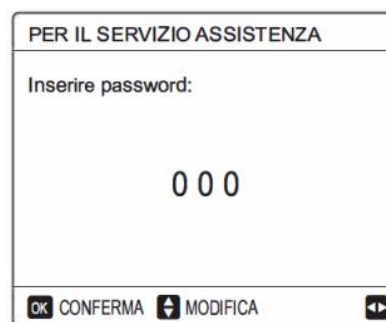 PER IL SERVIZIO ASSISTENZA
Inserire password:
0 0 0
OK CONFERMA MODIFICA